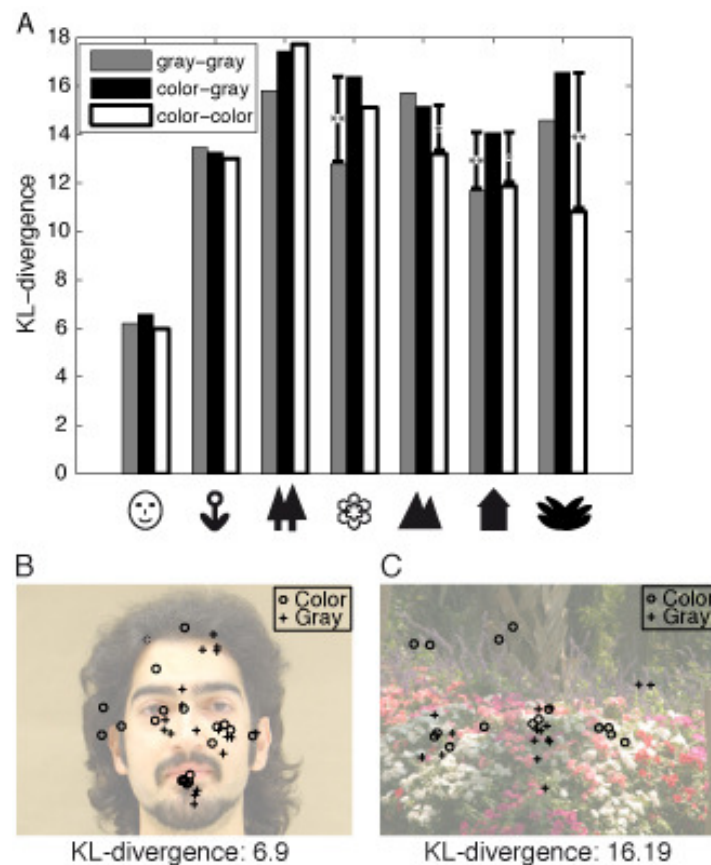 A
18
16
14
12
10
8
6
4
2
0
KL-divergence
gray-gray
color-gray
color-color
**
*
**
*
**
B
Color
Gray
KL-divergence: 6.9
C
Color
Gray
KL-divergence: 16.19